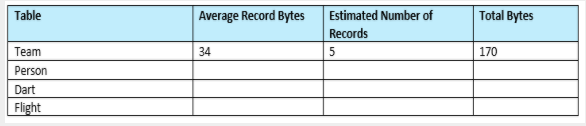 Table Average Record Bytes Estimated Number of Records Total Bytes
Team 34 5 170
Person
Dart
Flight